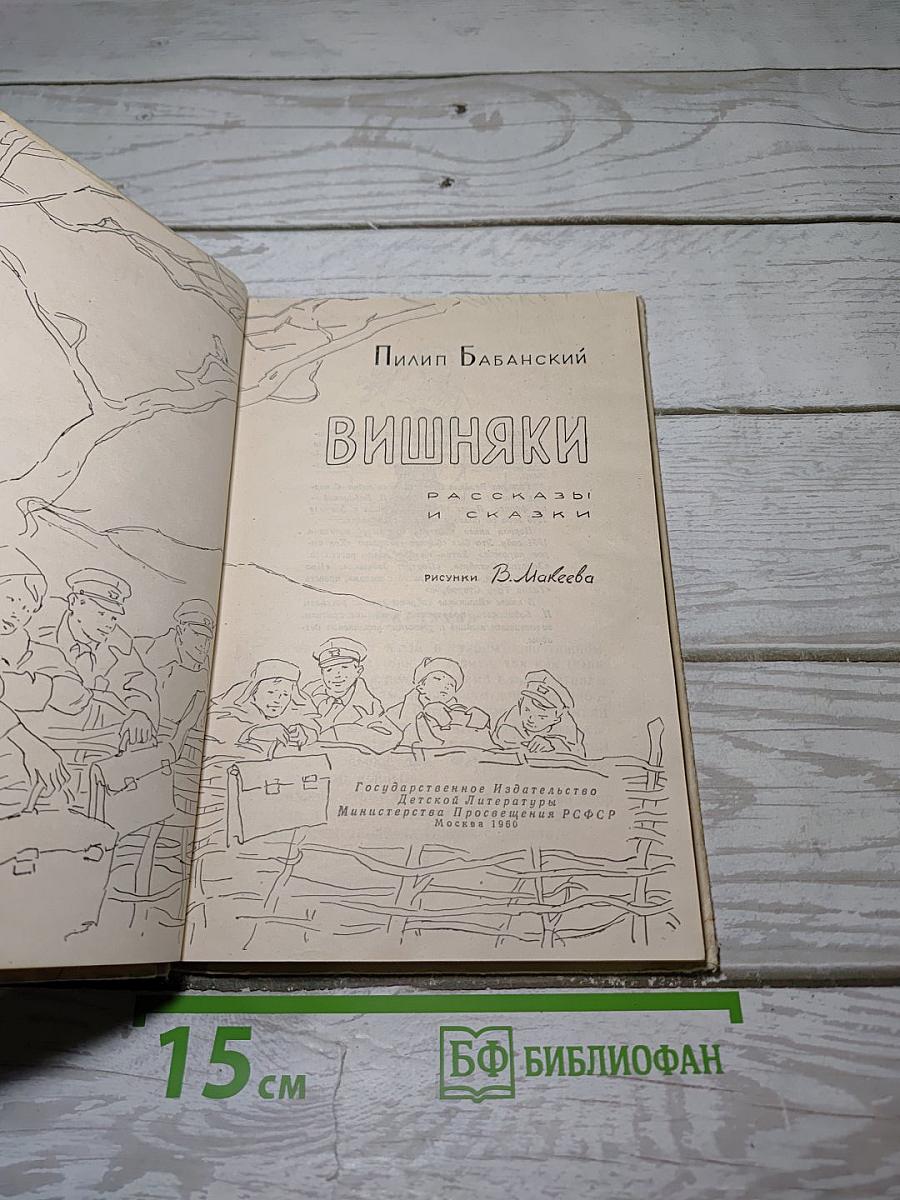 Пилип Бабанский
ВИШНЯКИ
РАССКАЗЫ
И СКАЗКИ
РИСУНКИ В. Макеева
Государственное Издательство
Детской Литературы
Министерства Просвещения РСФСР
Москва 1960
15 см
БФ БИБЛИОФАН